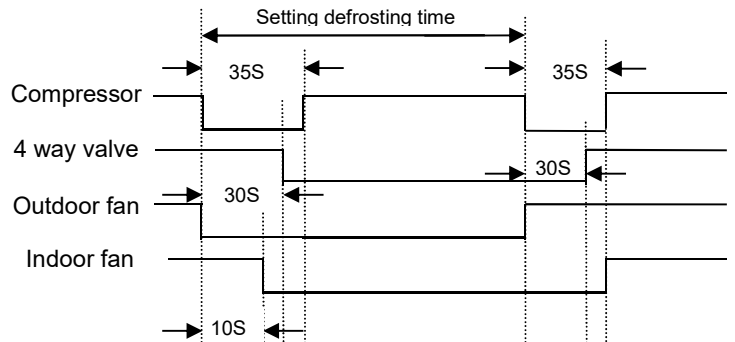 Setting defrosting time
35S 35S
Compressor
4 way valve
30S
30S
Outdoor fan
Indoor fan
10S